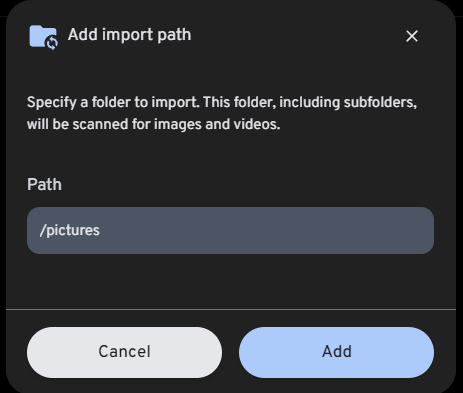 Add import path
Specify a folder to import. This folder, including subfolders,
will be scanned for images and videos.
Path
/pictures
Cancel
Add